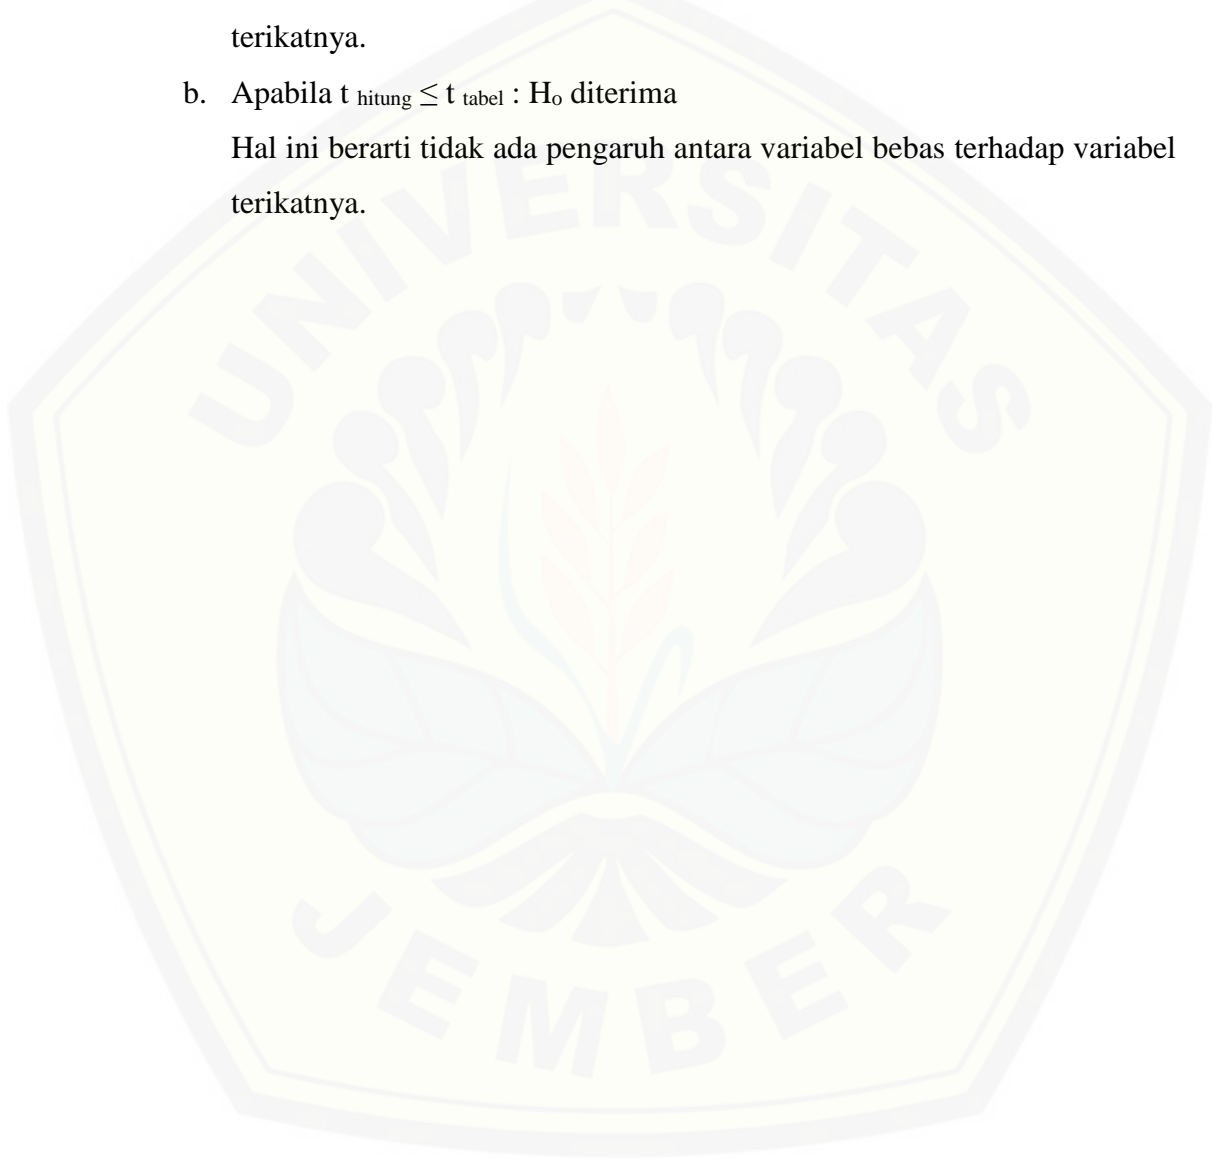 terikatnya.
b. Apabila t hitung ≤ t tabel : Ho diterima
Hal ini berarti tidak ada pengaruh antara variabel bebas terhadap variabel
terikatnya.
UNIVERSITAS
JEMBER